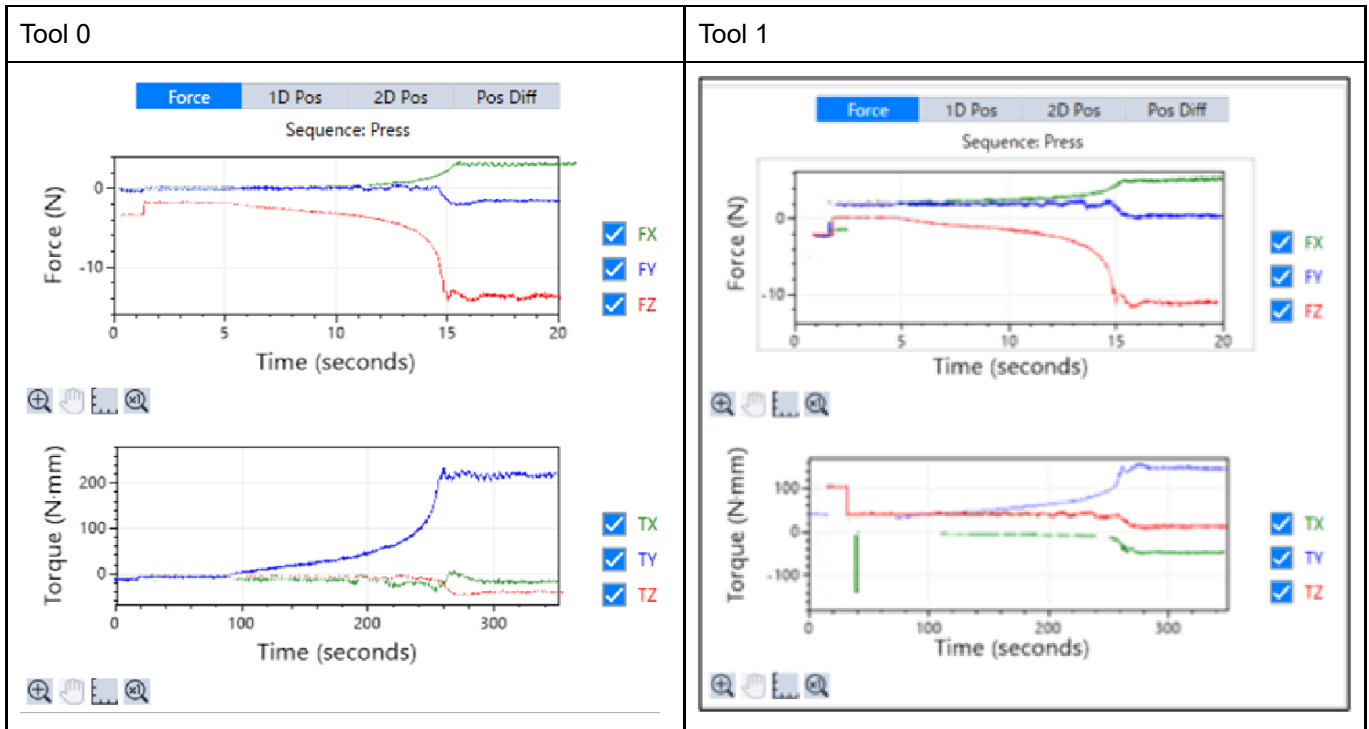 Tool 0
Force 1D Pos 2D Pos Pos Diff
Sequence: Press
Force (N)
0
-10
0 5 10 15 20
Time (seconds)
FX
FY
FZ
Torque (N·mm)
200
100
0
0 100 200 300
Time (seconds)
TX
TY
TZ
Tool 1
Force 1D Pos 2D Pos Pos Diff
Sequence: Press
Force (N)
0
-10
0 5 10 15 20
Time (seconds)
FX
FY
FZ
Torque (N·mm)
100
0
-100
0 100 200 300
Time (seconds)
TX
TY
TZ